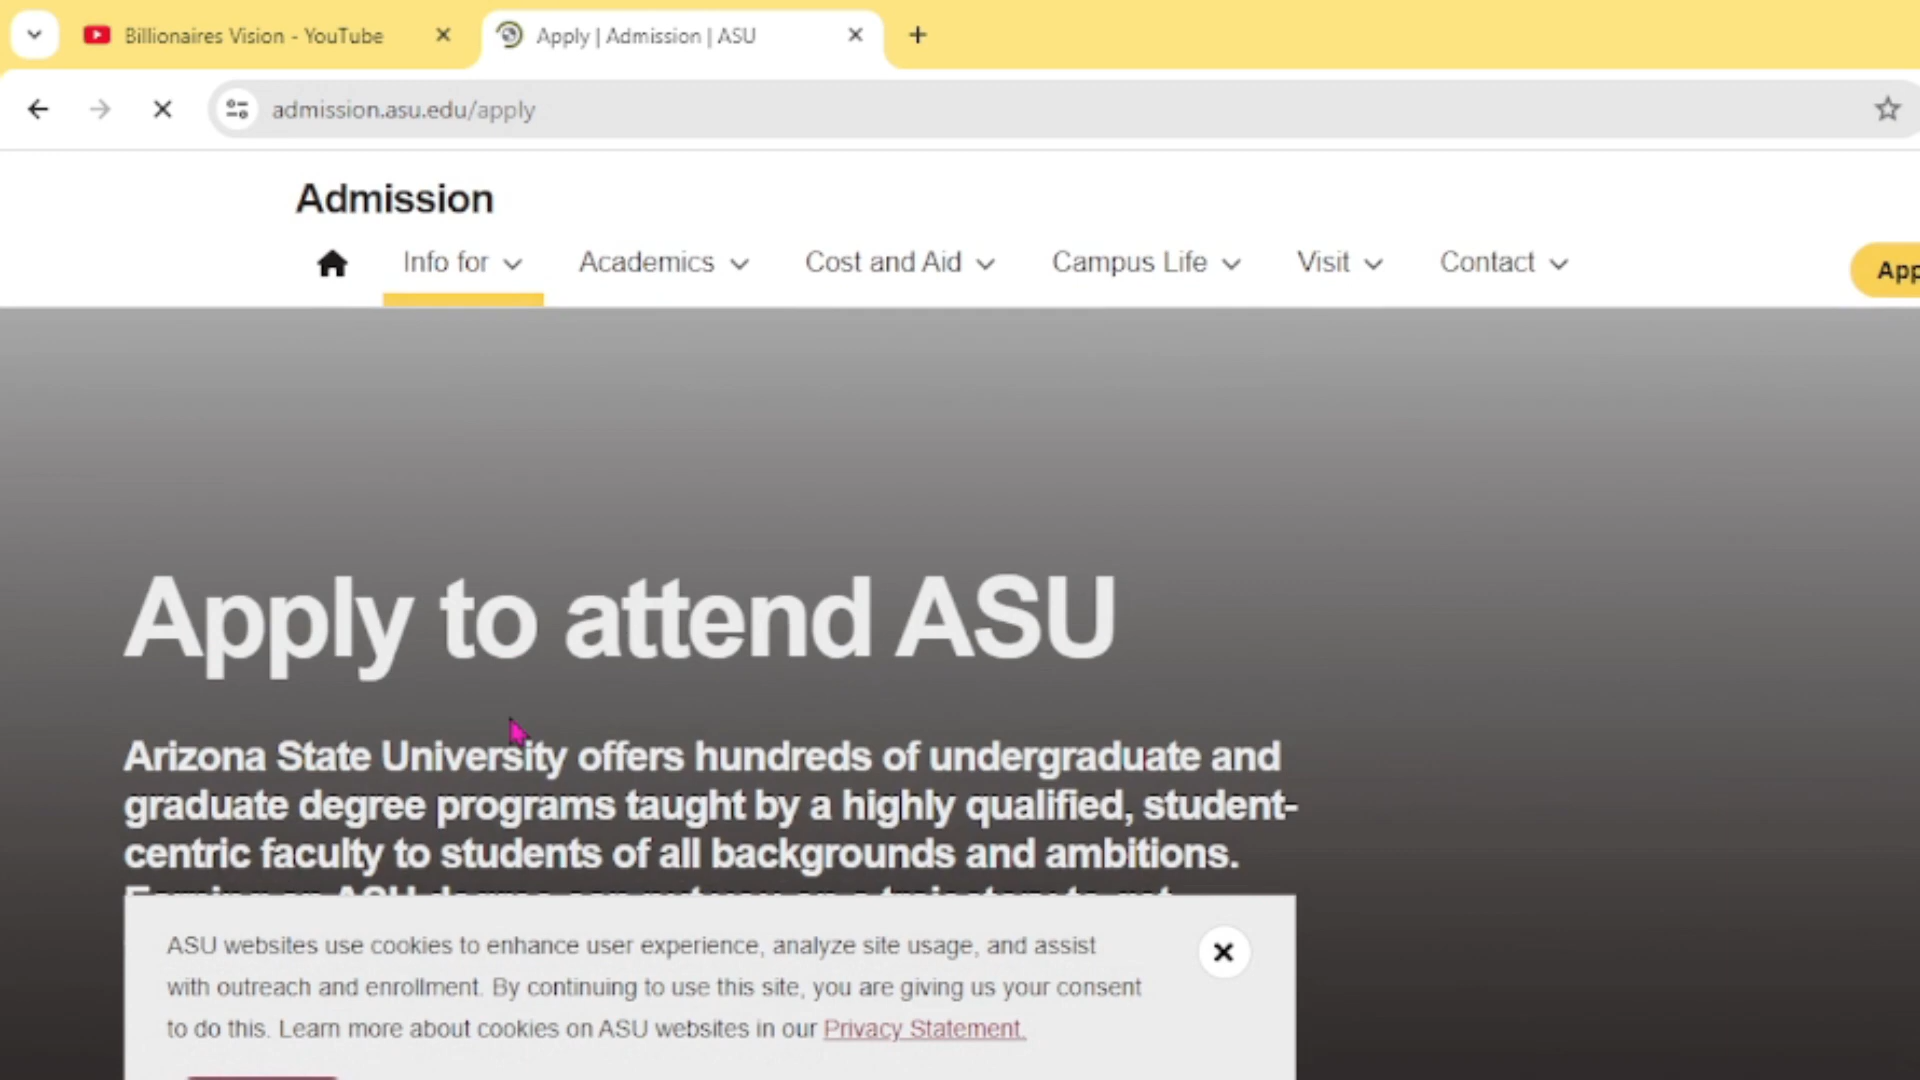 Billionaires Vision - YouTube
Apply | Admission | ASU
admission.asu.edu/apply
Admission
Info for
Academics
Cost and Aid
Campus Life
Visit
Contact
App
Apply to attend ASU
Arizona State University offers hundreds of undergraduate and
graduate degree programs taught by a highly qualified, student-
centric faculty to students of all backgrounds and ambitions.
ASU websites use cookies to enhance user experience, analyze site usage, and assist
with outreach and enrollment. By continuing to use this site, you are giving us your consent
to do this. Learn more about cookies on ASU websites in our Privacy Statement.